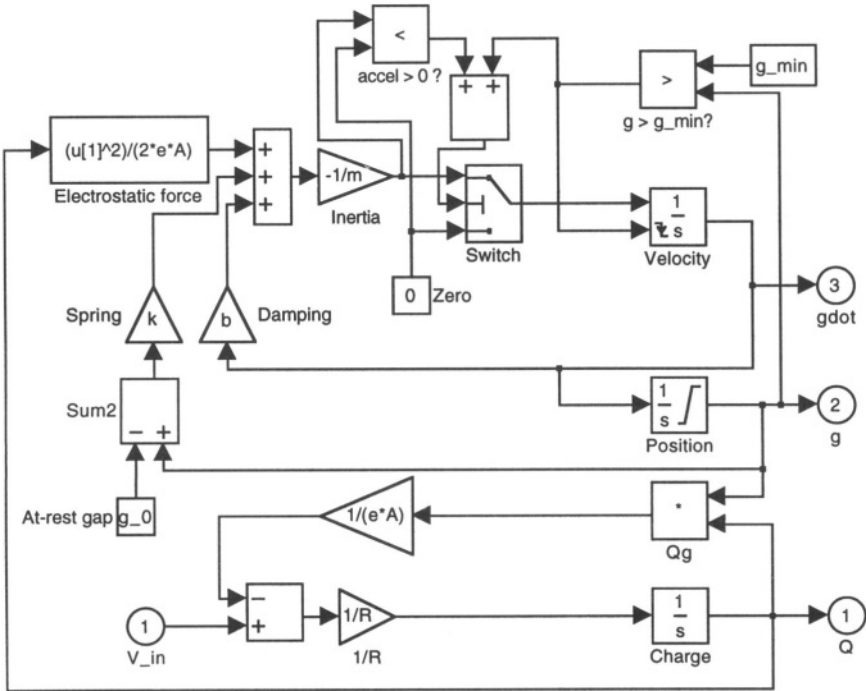 <
accel > 0 ?
+ +
>
g > g_min?
g_min
(u[1]^2)/(2*e*A)
Electrostatic force
+
+
+
-1/m
Inertia
Switch
1
s
Velocity
0
Zero
3
gdot
Spring
k
b
Damping
Sum2
− +
1
s
Position
2
g
At-rest gap
g_0
1/(e*A)
*
Qg
1
V_in
−
+
1/R
1/R
1
s
Charge
1
Q